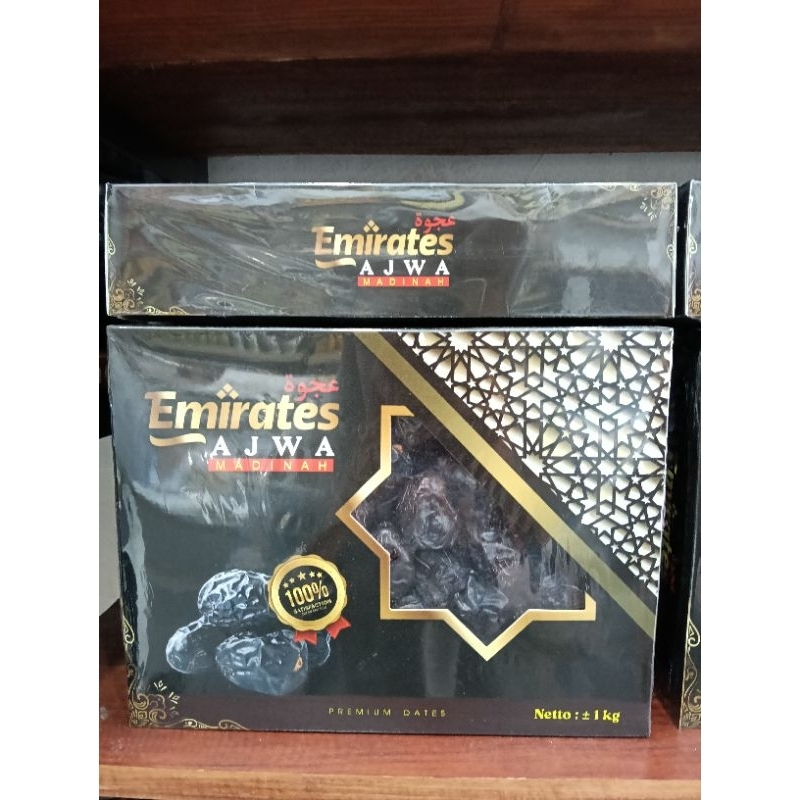 عجوة
Emirates
AJWA
MADINAH
عجوة
Emirates
AJWA
MADINAH
100%
SATISFACTION
PREMIUM DATES
Netto : ± 1 kg